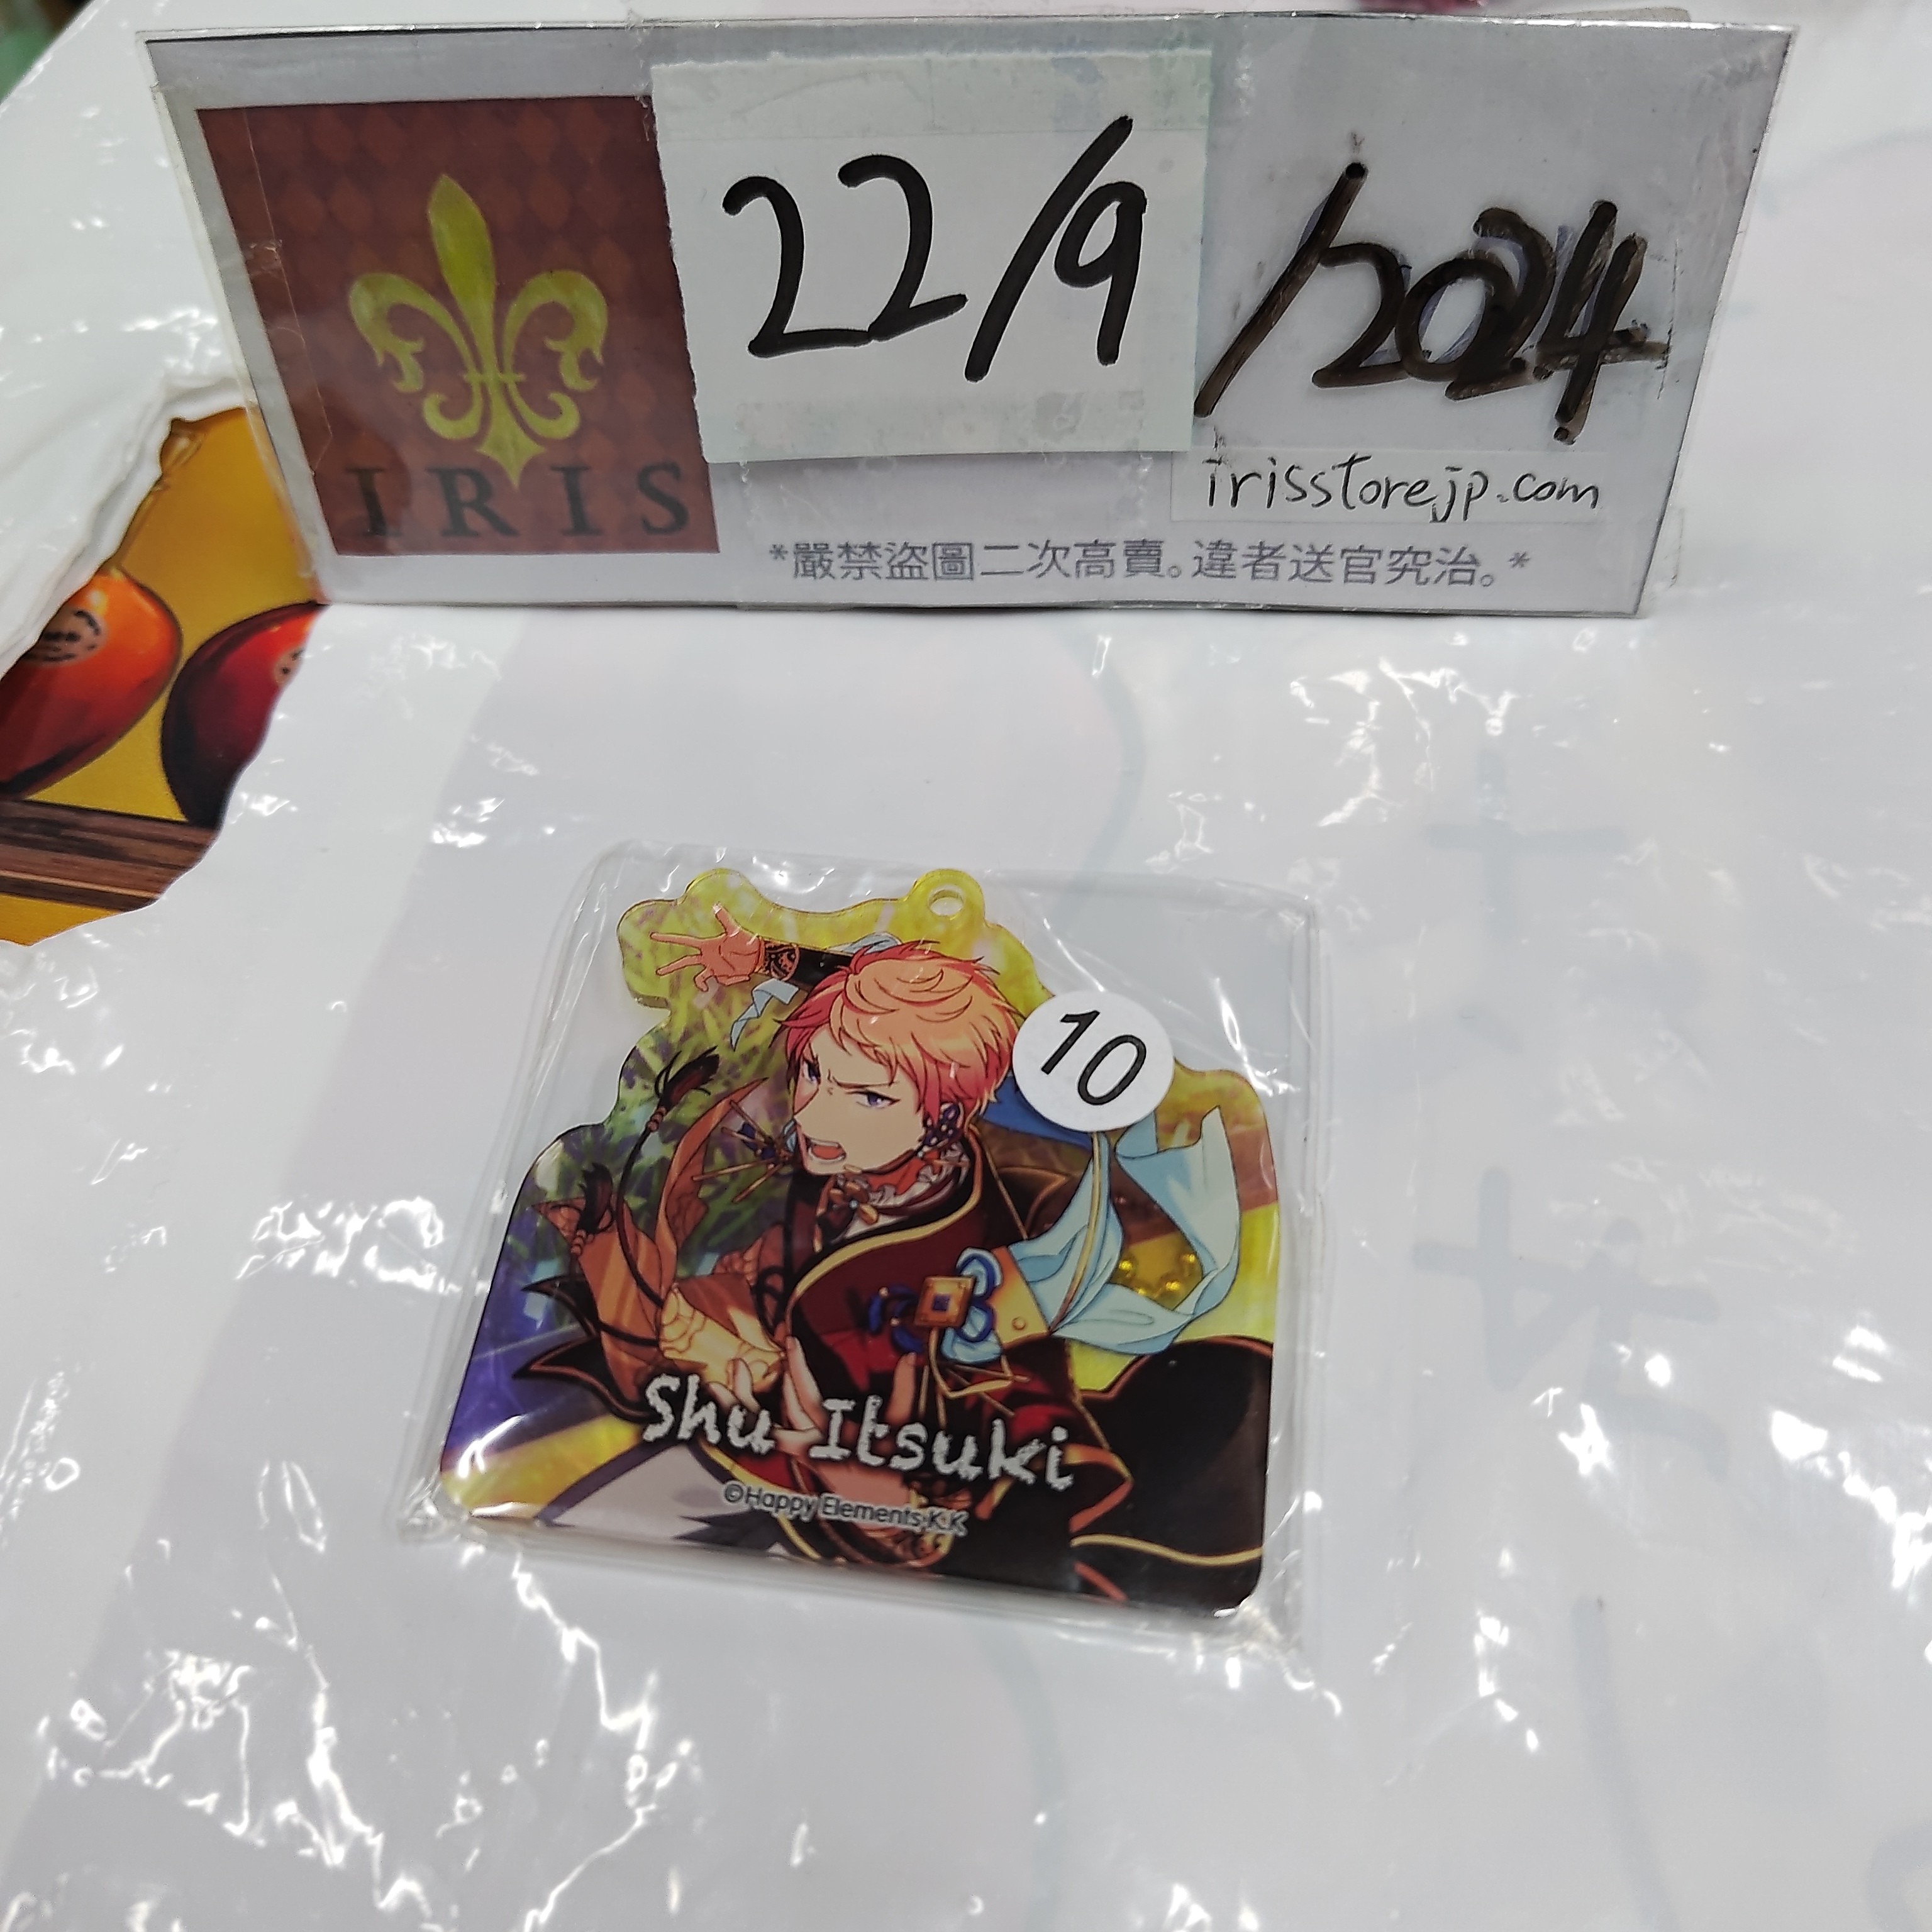 IRIS
22/9
/2024
irisstorejp.com
*嚴禁盜圖二次高賣。違者送官究治。*
10
Shu Itsuki
©Happy Elements K.K